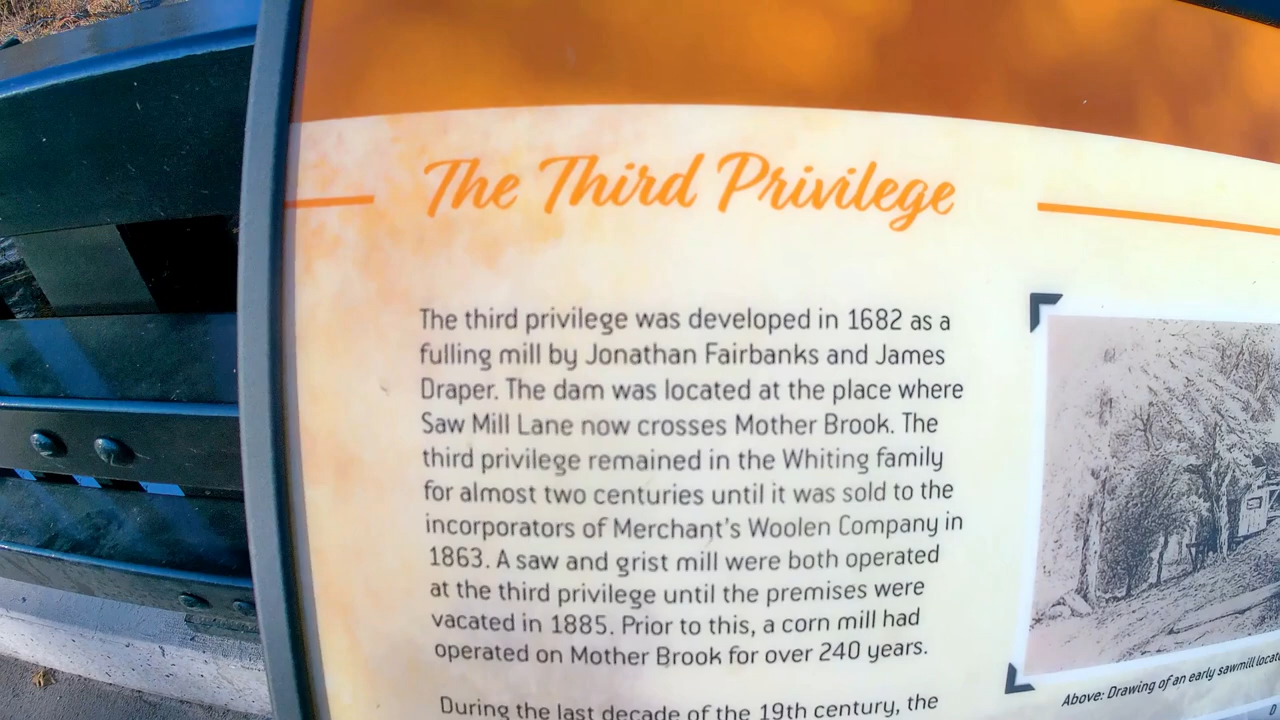 The Third Privilege
The third privilege was developed in 1682 as a
fulling mill by Jonathan Fairbanks and James
Draper. The dam was located at the place where
Saw Mill Lane now crosses Mother Brook. The
third privilege remained in the Whiting family
for almost two centuries until it was sold to the
incorporators of Merchant's Woolen Company in
1863. A saw and grist mill were both operated
at the third privilege until the premises were
vacated in 1885. Prior to this, a corn mill had
operated on Mother Brook for over 240 years.
During the last decade of the 19th century, the
Above: Drawing of an early sawmill